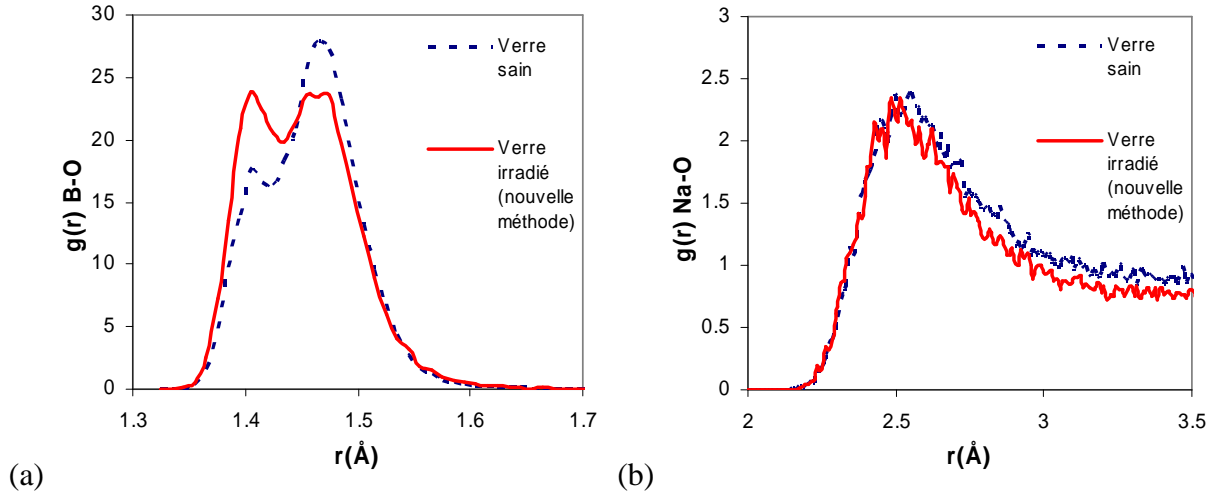 30
25
20
15
10
5
0
g(r) B-O
1.3 1.4 1.5 1.6 1.7
r(Å)
Verre
sain
Verre
irradié
(nouvelle
méthode)
(a)
3
2.5
2
1.5
1
0.5
0
g(r) Na-O
2 2.5 3 3.5
r(Å)
Verre
sain
Verre
irradié
(nouvelle
méthode)
(b)